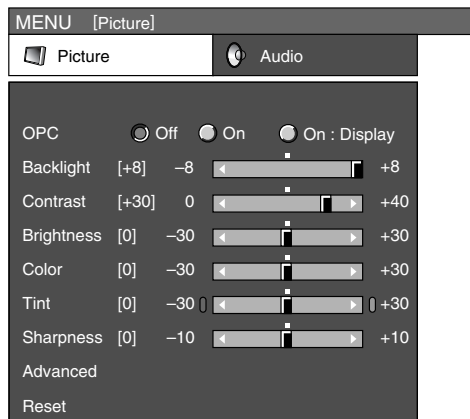 MENU [Picture]
Picture Audio
OPC Off On On : Display
Backlight [+8] –8 +8
Contrast [+30] 0 +40
Brightness [0] –30 +30
Color [0] –30 +30
Tint [0] –30 +30
Sharpness [0] –10 +10
Advanced
Reset